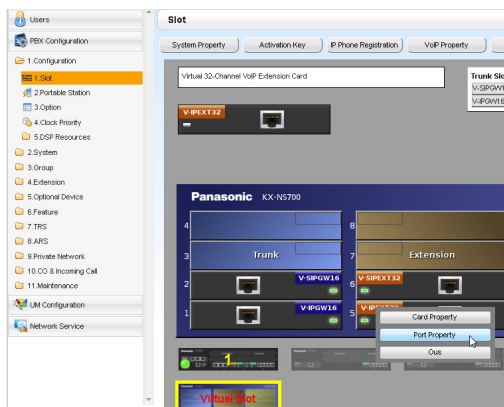 Users
PBX Configuration
1.Configuration
1.Slot
2.Portable Station
3.Option
4.Clock Priority
5.DSP Resources
2.System
3.Group
4.Extension
5.Optional Device
6.Feature
7.TRS
8.ARS
9.Private Network
10.CO & Incoming Call
11.Maintenance
UM Configuration
Network Service
Slot
System Property
Activation Key
IP Phone Registration
VoIP Property
Virtual 32-Channel VoIP Extension Card
Trunk Slo
V-SIPGW1
V-IPGW16
V-IPEXT32
Panasonic KX-NS700
4
8
3 Trunk
7 Extension
2 V-SIPGW16
6 V-SIPEXT32
1 V-IPGW16
5
Card Property
Port Property
Ous
1
Virtual Slot